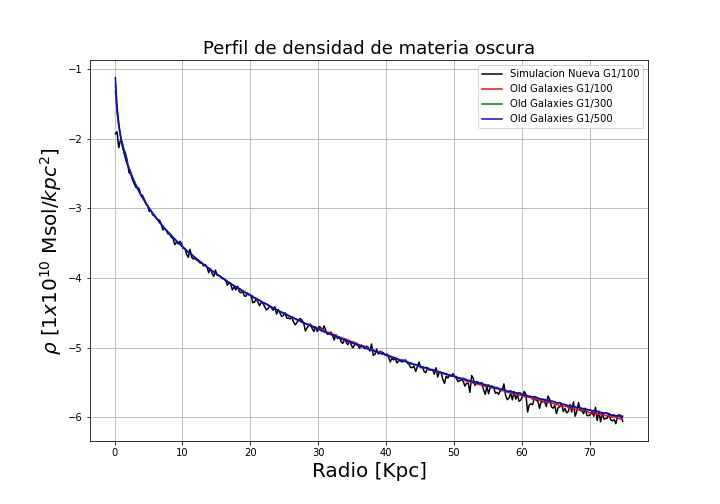 Perfil de densidad de materia oscura
Simulacion Nueva G1/100
Old Galaxies G1/100
Old Galaxies G1/300
Old Galaxies G1/500
ρ [1x10¹⁰ Msol/kpc²]
−1
−2
−3
−4
−5
−6
0 10 20 30 40 50 60 70
Radio [Kpc]